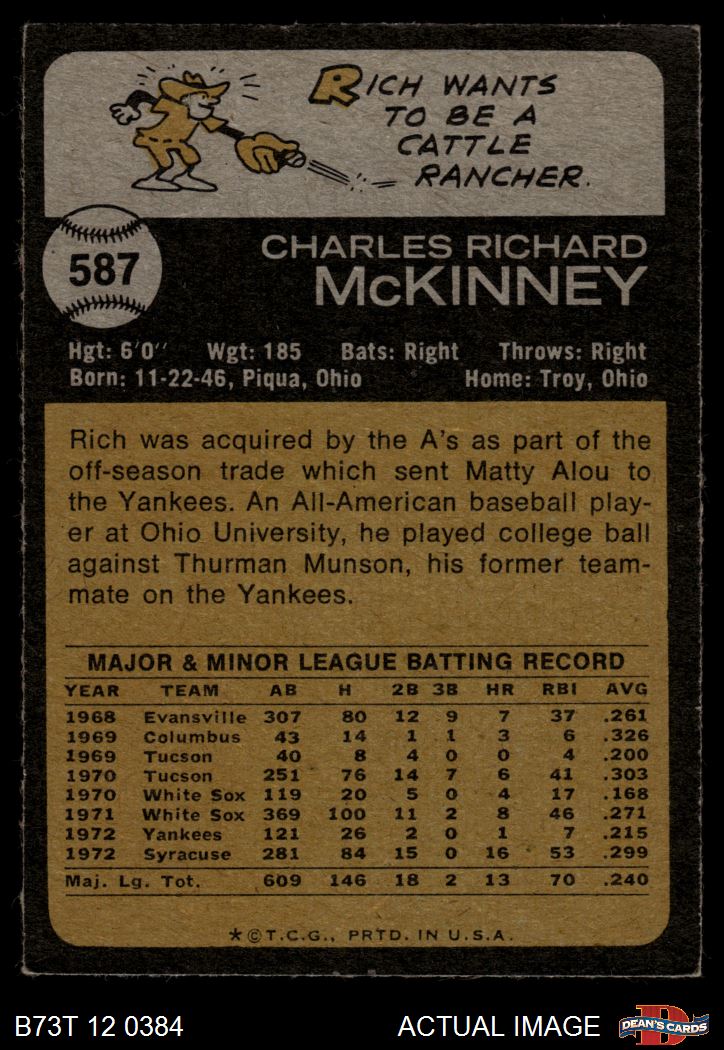 RICH WANTS
TO BE A
CATTLE
RANCHER.
587
CHARLES RICHARD
McKINNEY
Hgt: 6'0'' Wgt: 185 Bats: Right Throws: Right
Born: 11-22-46, Piqua, Ohio Home: Troy, Ohio
Rich was acquired by the A's as part of the
off-season trade which sent Matty Alou to
the Yankees. An All-American baseball play-
er at Ohio University, he played college ball
against Thurman Munson, his former team-
mate on the Yankees.
MAJOR & MINOR LEAGUE BATTING RECORD
YEAR TEAM AB H 2B 3B HR RBI AVG
1968 Evansville 307 80 12 9 7 37 .261
1969 Columbus 43 14 1 1 3 6 .326
1969 Tucson 40 8 4 0 0 4 .200
1970 Tucson 251 76 14 7 6 41 .303
1970 White Sox 119 20 5 0 4 17 .168
1971 White Sox 369 100 11 2 8 46 .271
1972 Yankees 121 26 2 0 1 7 .215
1972 Syracuse 281 84 15 0 16 53 .299
Maj. Lg. Tot. 609 146 18 2 13 70 .240
*©T.C.G., PRTD. IN U.S.A.
B73T 12 0384 ACTUAL IMAGE
D
DEAN'S CARDS